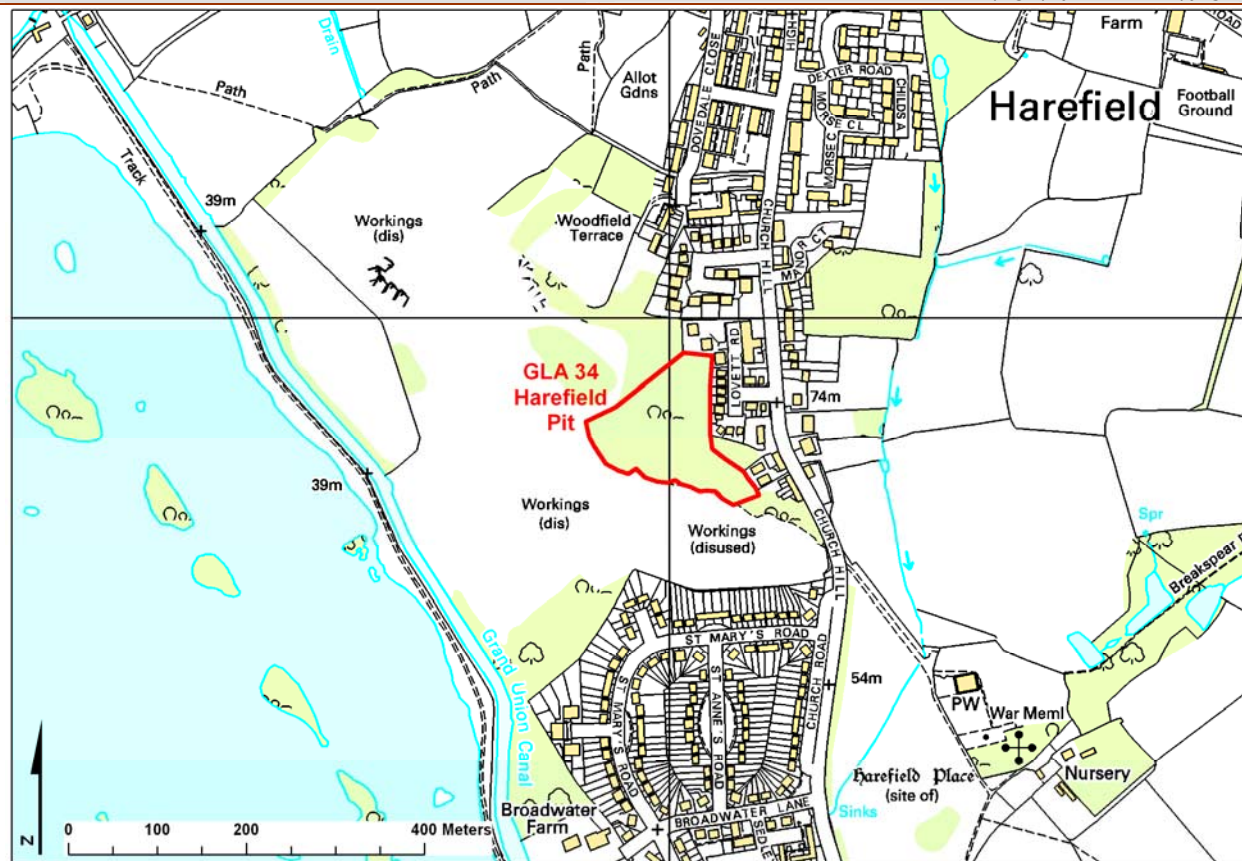 Farm
Drain
Path
Path
Path
Allot
Gdns
DOVEDALE CLOSE
HIGH
DEXTER ROAD
CHILDS A
MORSE CL
MORSE C
Harefield
Football
Ground
Track
39m
Workings
(dis)
Woodfield
Terrace
CHURCH HILL
MANOR CT
GLA 34
Harefield
Pit
LOVETT RD
74m
39m
Workings
(dis)
Workings
(disused)
CHURCH HILL
Spr
Breakspear
Grand Union Canal
ST MARY'S ROAD
ST MARY'S ROAD
ST ANNE'S ROAD
CHURCH ROAD
54m
PW
War Meml
Harefield Place
(site of)
Nursery
Sinks
Broadwater
Farm
BROADWATER LANE
SEDLE
N
0 100 200 400 Meters